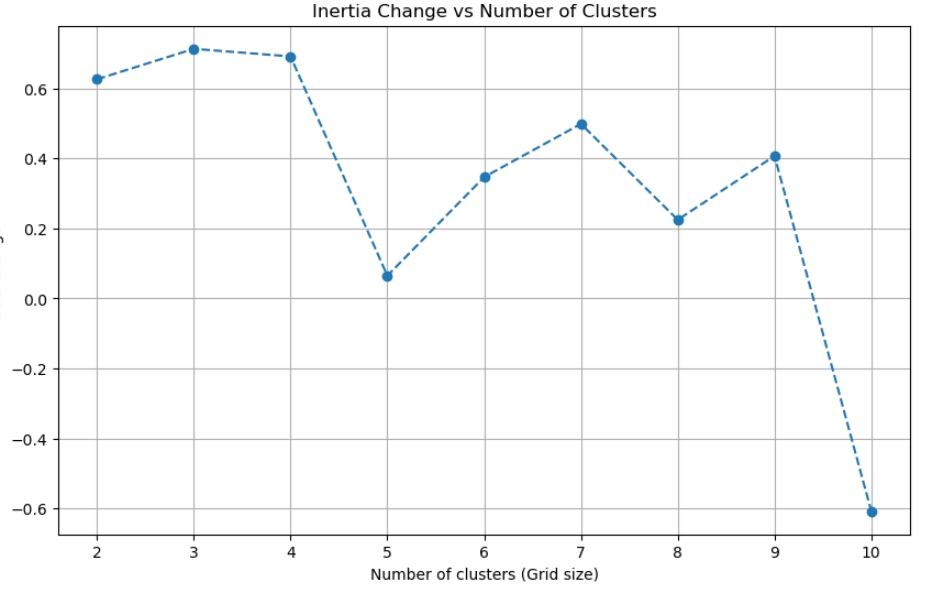 Inertia Change vs Number of Clusters
0.6
0.4
0.2
0.0
−0.2
−0.4
−0.6
2 3 4 5 6 7 8 9 10
Number of clusters (Grid size)